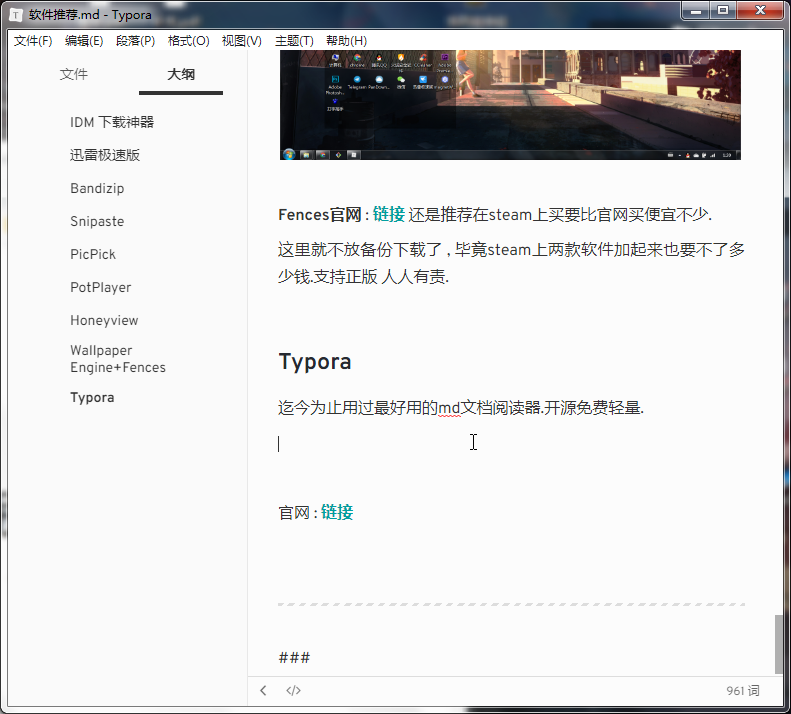 软件推荐.md - Typora
文件(F) 编辑(E) 段落(P) 格式(O) 视图(V) 主题(T) 帮助(H)
文件 大纲
IDM 下载神器
迅雷极速版
Bandizip
Snipaste
PicPick
PotPlayer
Honeyview
Wallpaper
Engine+Fences
Typora
Fences官网 : 链接 还是推荐在steam上买要比官网买便宜不少.
这里就不放备份下载了 , 毕竟steam上两款软件加起来也要不了多
少钱.支持正版 人人有责.
Typora
迄今为止用过最好用的md文档阅读器.开源免费轻量.
官网 : 链接
###
961 词